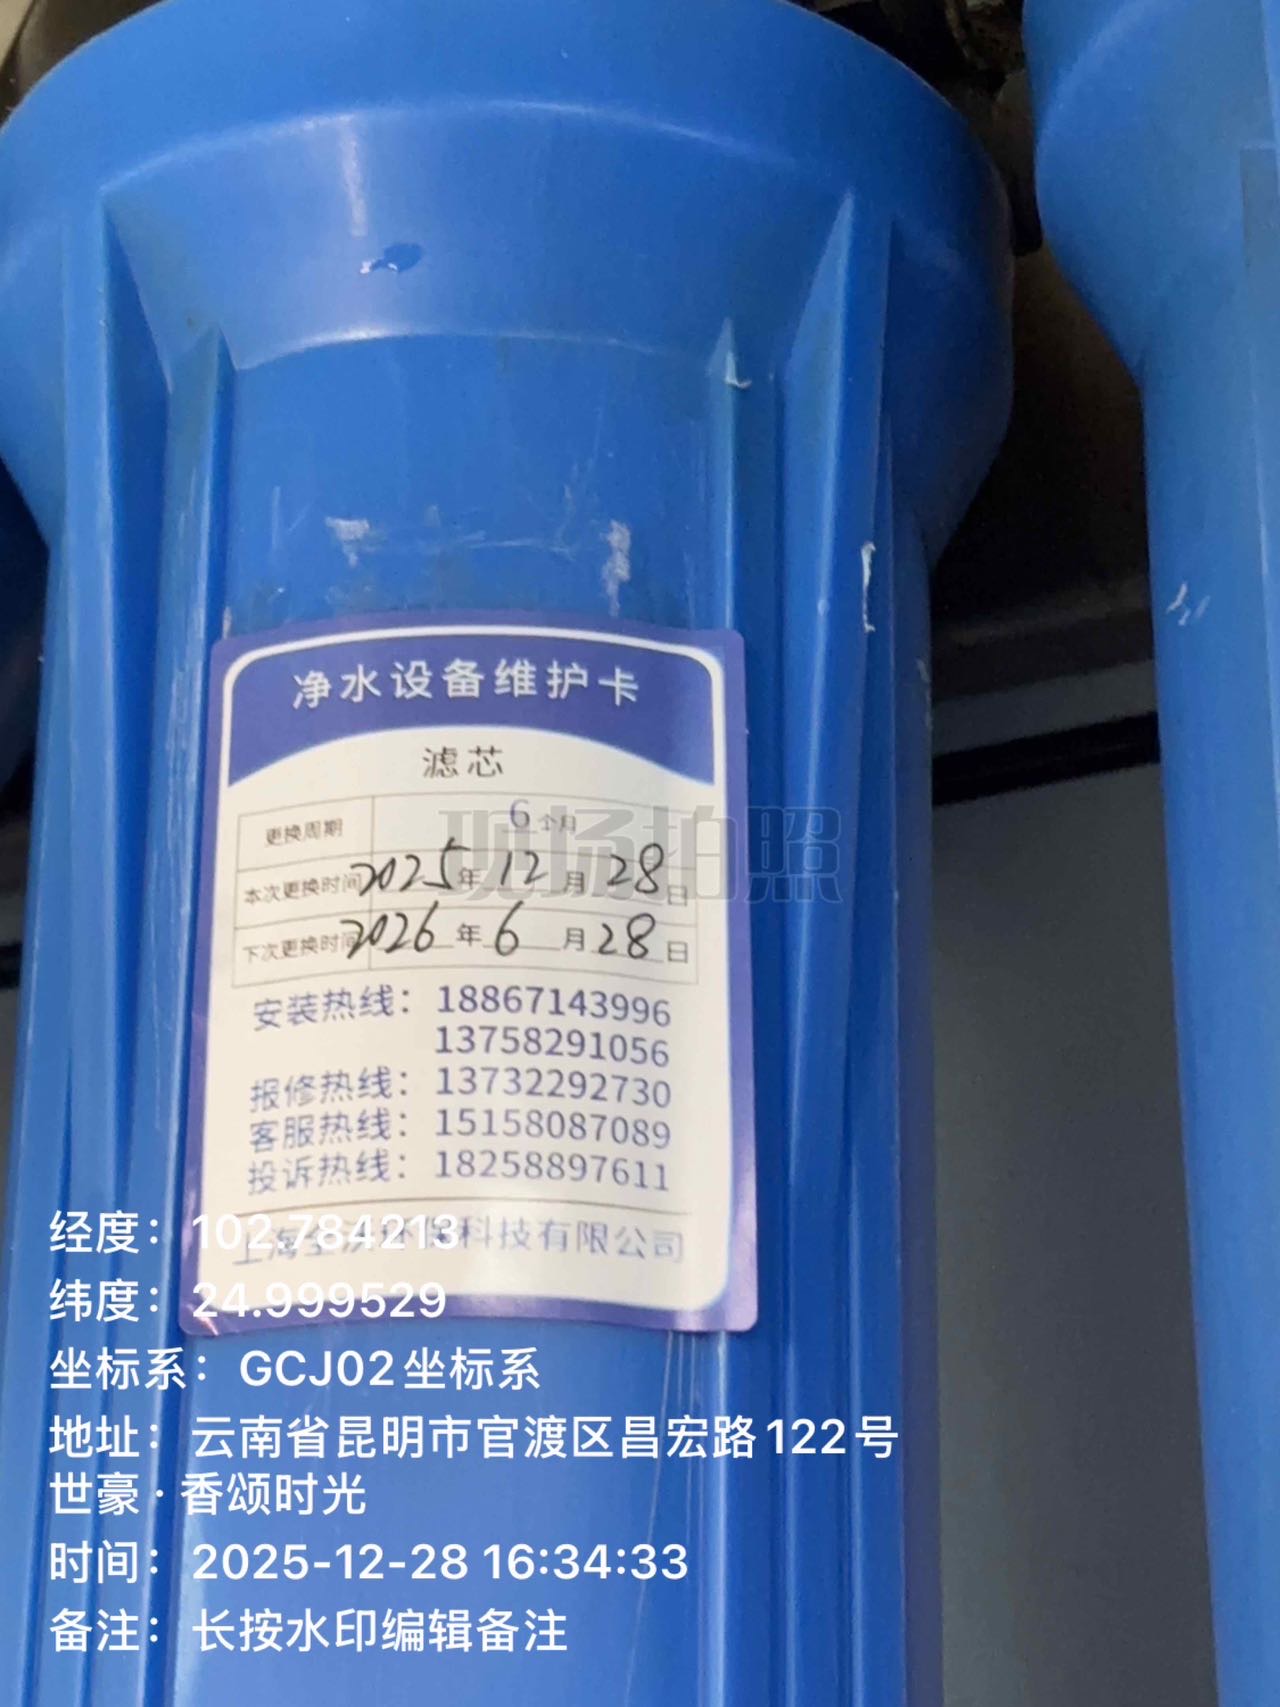 净水设备维护卡
滤芯
更换周期 6个月
现场拍照
本次更换时间 2025年12月28日
下次更换时间 2026年6月28日
安装热线：18867143996
13758291056
报修热线：13732292730
客服热线：15158087089
投诉热线：18258897611
上海 环保科技有限公司
经度：102.784213
纬度：24.999529
坐标系：GCJ02坐标系
地址：云南省昆明市官渡区昌宏路122号
世豪·香颂时光
时间：2025-12-28 16:34:33
备注：长按水印编辑备注